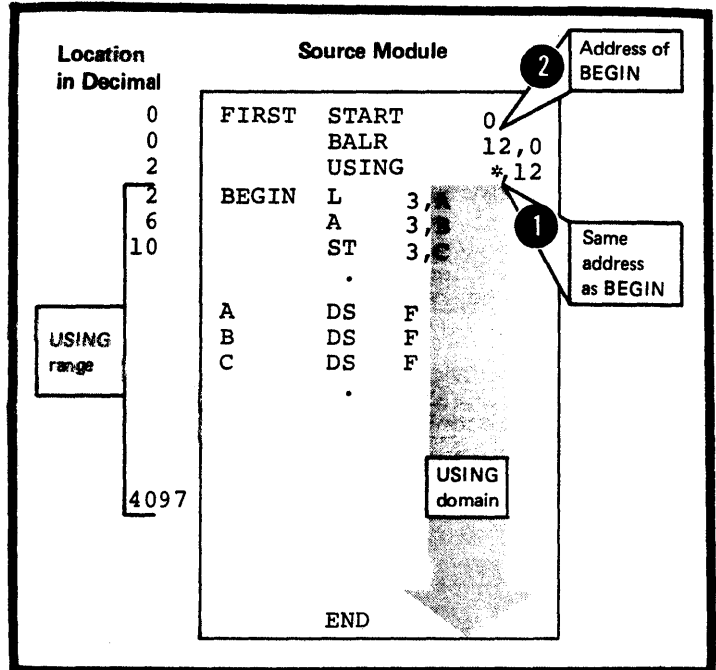 Location
in Decimal
Source Module
2
Address of
BEGIN
0 FIRST START 0
0 BALR 12,0
2 USING *,12
2 BEGIN L 3,A
6 A 3,B
10 ST 3,C
.
A DS F
B DS F
C DS F
.
1
Same
address
as BEGIN
USING
range
USING
domain
4097
END